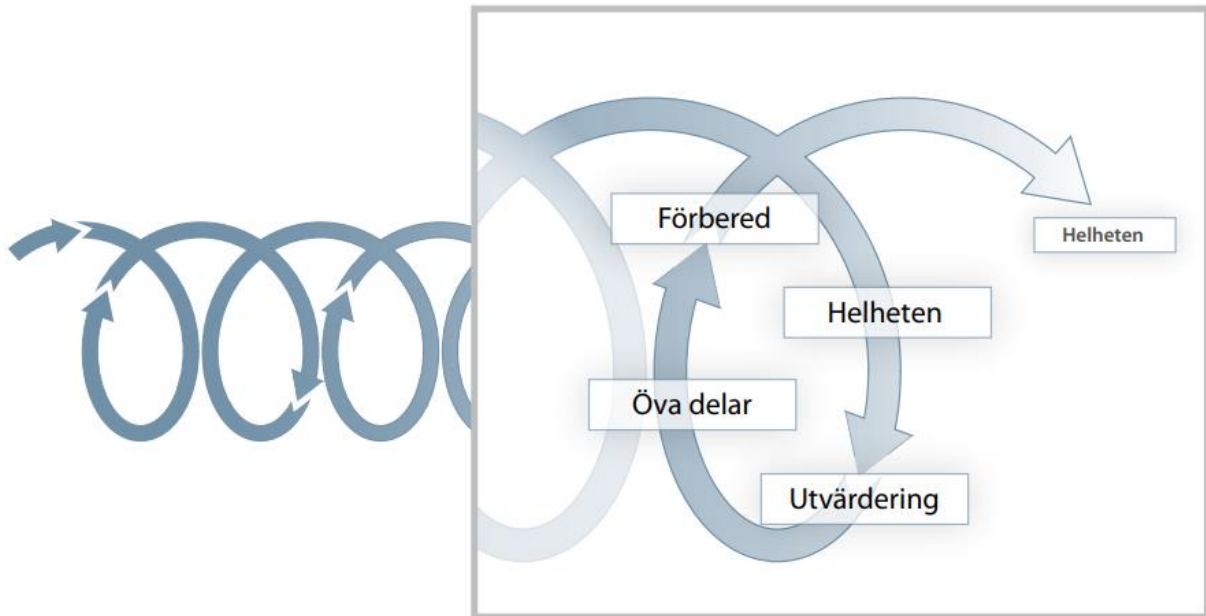 Förbered
Helheten
Helheten
Öva delar
Utvärdering